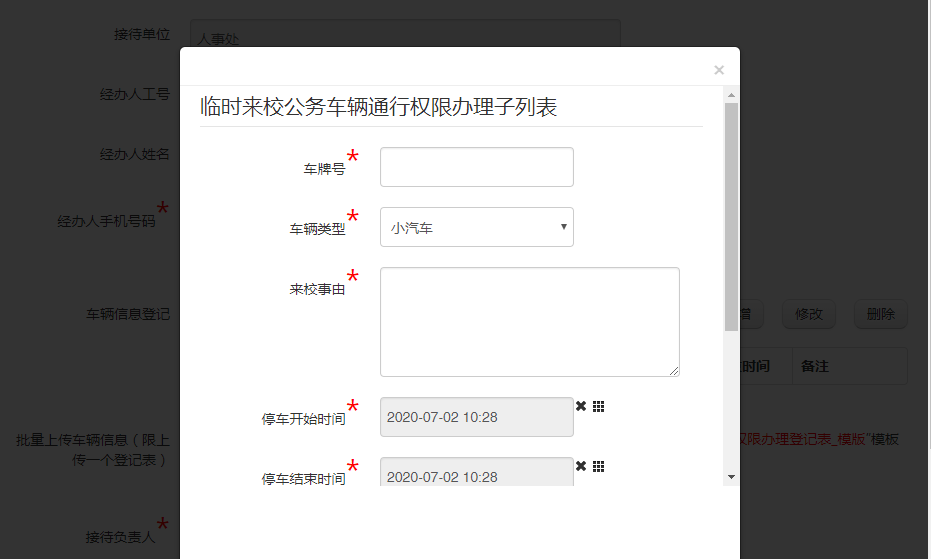 接待单位
人事处
×
经办人工号
临时来校公务车辆通行权限办理子列表
经办人姓名
车牌号*
经办人手机号码*
车辆类型*
小汽车
来校事由*
车辆信息登记
修改
删除
时间
备注
停车开始时间*
2020-07-02 10:28
批量上传车辆信息（限上
传一个登记表）
权限办理登记表_模版"模板
停车结束时间*
2020-07-02 10:28
接待负责人*